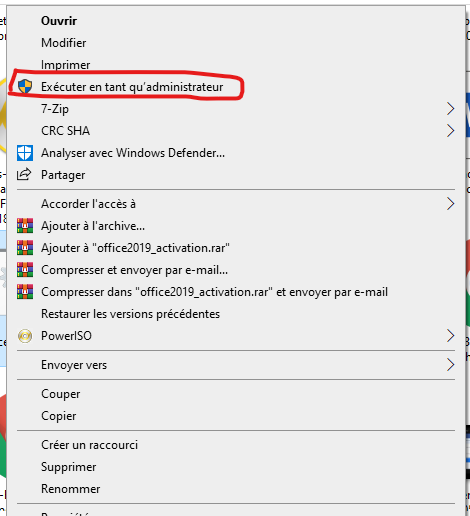 Ouvrir
Modifier
Imprimer
Exécuter en tant qu'administrateur
7-Zip
CRC SHA
Analyser avec Windows Defender...
Partager
Accorder l'accès à
Ajouter à l'archive...
Ajouter à "office2019_activation.rar"
Compresser et envoyer par e-mail...
Compresser dans "office2019_activation.rar" et envoyer par e-mail
Restaurer les versions précédentes
PowerISO
Envoyer vers
Couper
Copier
Créer un raccourci
Supprimer
Renommer